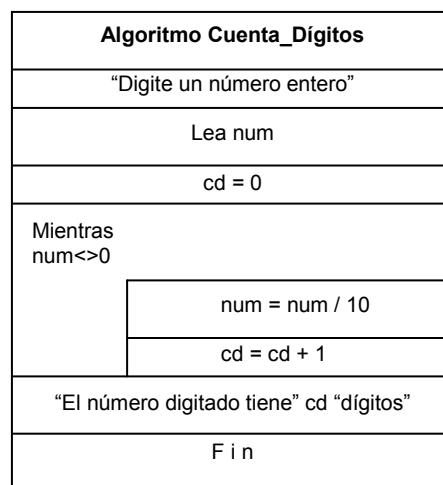 Algoritmo Cuenta_Dígitos
“Digite un número entero”
Lea num
cd = 0
Mientras
num<>0
num = num / 10
cd = cd + 1
“El número digitado tiene” cd “dígitos”
F i n